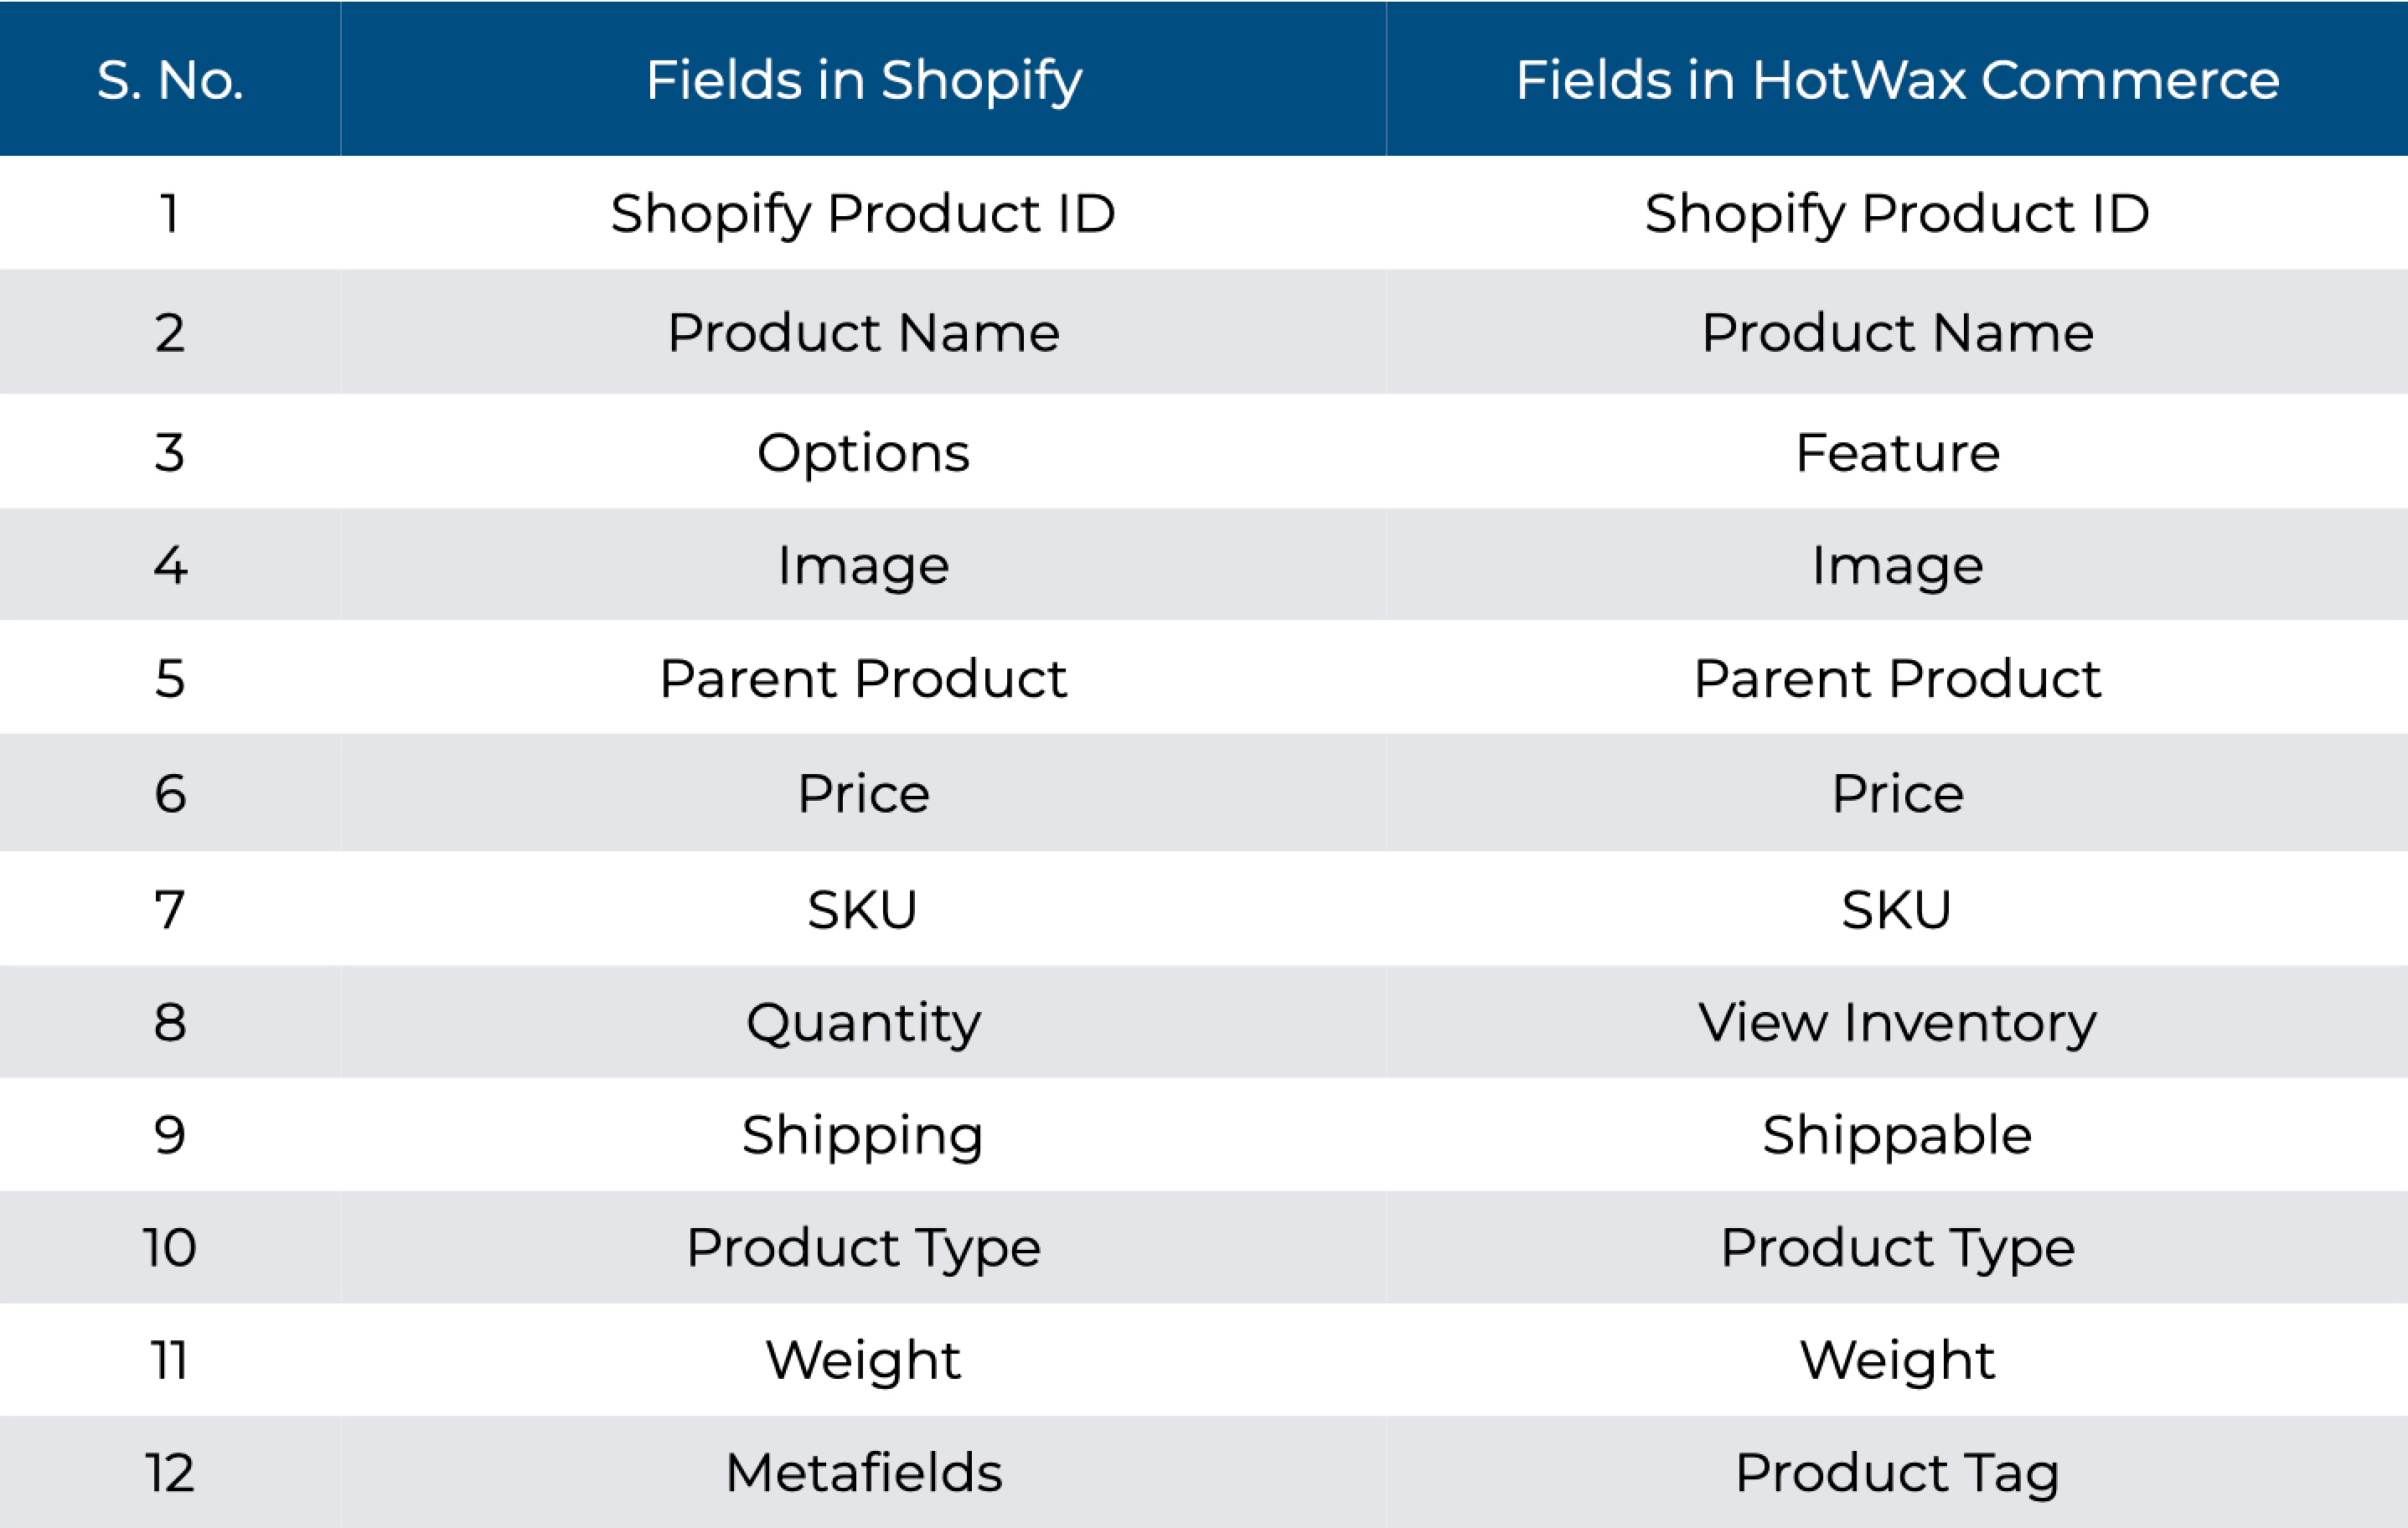 S. No. Fields in Shopify Fields in HotWax Commerce
1 Shopify Product ID Shopify Product ID
2 Product Name Product Name
3 Options Feature
4 Image Image
5 Parent Product Parent Product
6 Price Price
7 SKU SKU
8 Quantity View Inventory
9 Shipping Shippable
10 Product Type Product Type
11 Weight Weight
12 Metafields Product Tag